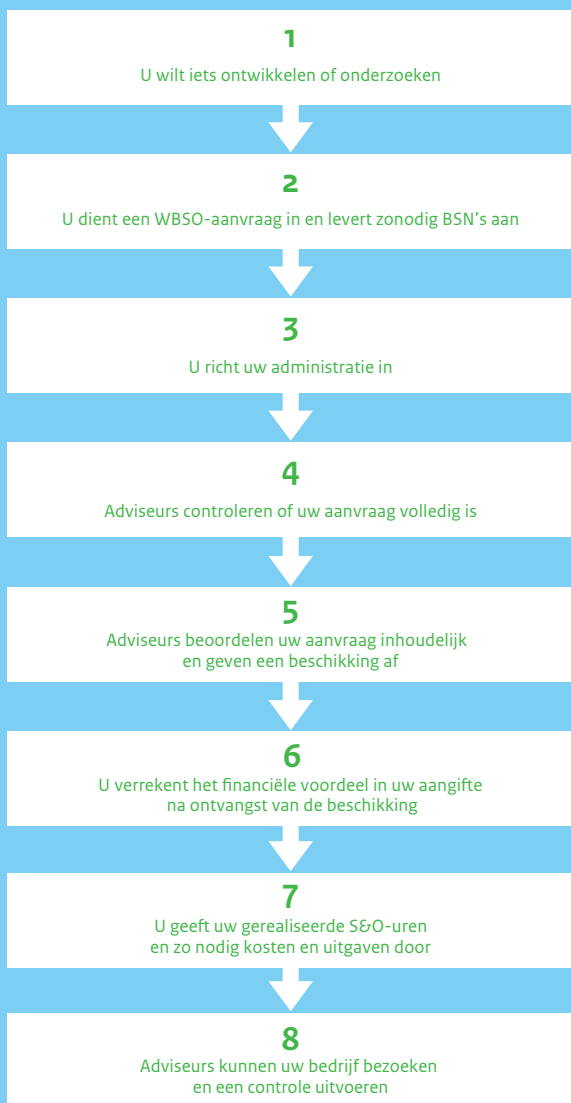 1
U wilt iets ontwikkelen of onderzoeken
2
U dient een WBSO-aanvraag in en levert zonodig BSN's aan
3
U richt uw administratie in
4
Adviseurs controleren of uw aanvraag volledig is
5
Adviseurs beoordelen uw aanvraag inhoudelijk
en geven een beschikking af
6
U verrekent het financiële voordeel in uw aangifte
na ontvangst van de beschikking
7
U geeft uw gerealiseerde S&O-uren
en zo nodig kosten en uitgaven door
8
Adviseurs kunnen uw bedrijf bezoeken
en een controle uitvoeren